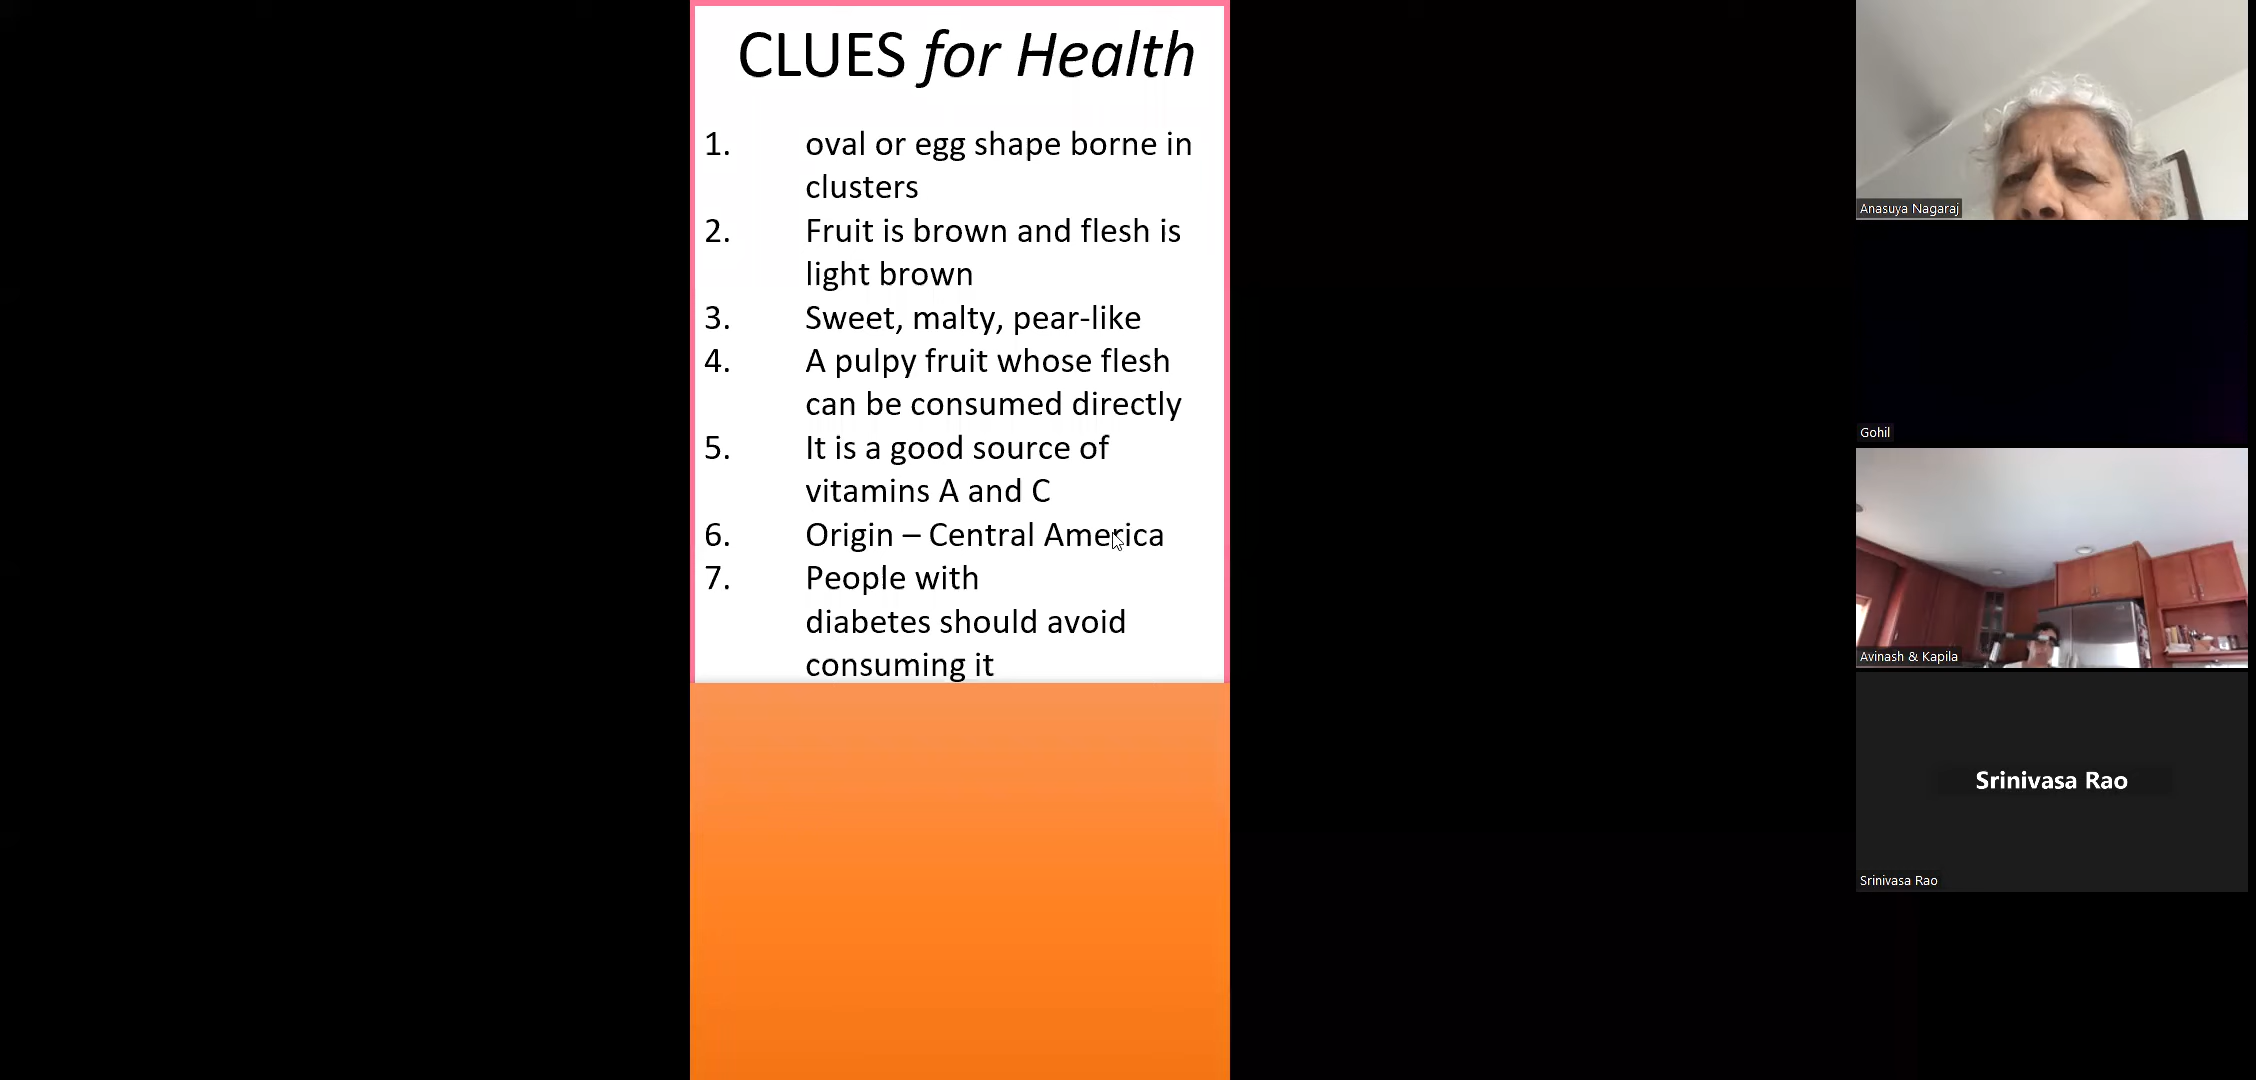 CLUES for Health
1. oval or egg shape borne in
clusters
2. Fruit is brown and flesh is
light brown
3. Sweet, malty, pear-like
4. A pulpy fruit whose flesh
can be consumed directly
5. It is a good source of
vitamins A and C
6. Origin – Central America
7. People with
diabetes should avoid
consuming it
Anasuya Nagaraj
Gohil
Avinash & Kapila
Srinivasa Rao
Srinivasa Rao